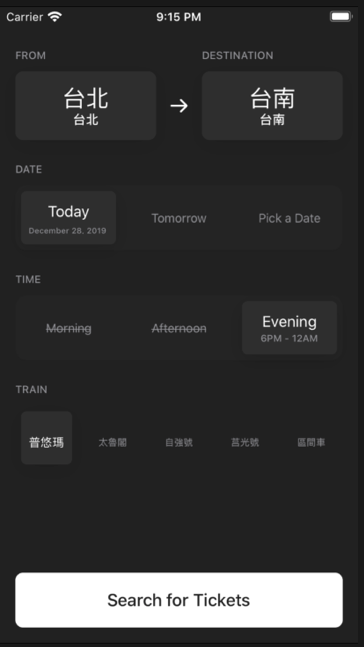 Carrier 9:15 PM
FROM DESTINATION
台北 → 台南
台北 台南
DATE
Today Tomorrow Pick a Date
December 28, 2019
TIME
Morning Afternoon Evening
6PM - 12AM
TRAIN
普悠瑪 太魯閣 自強號 莒光號 區間車
Search for Tickets